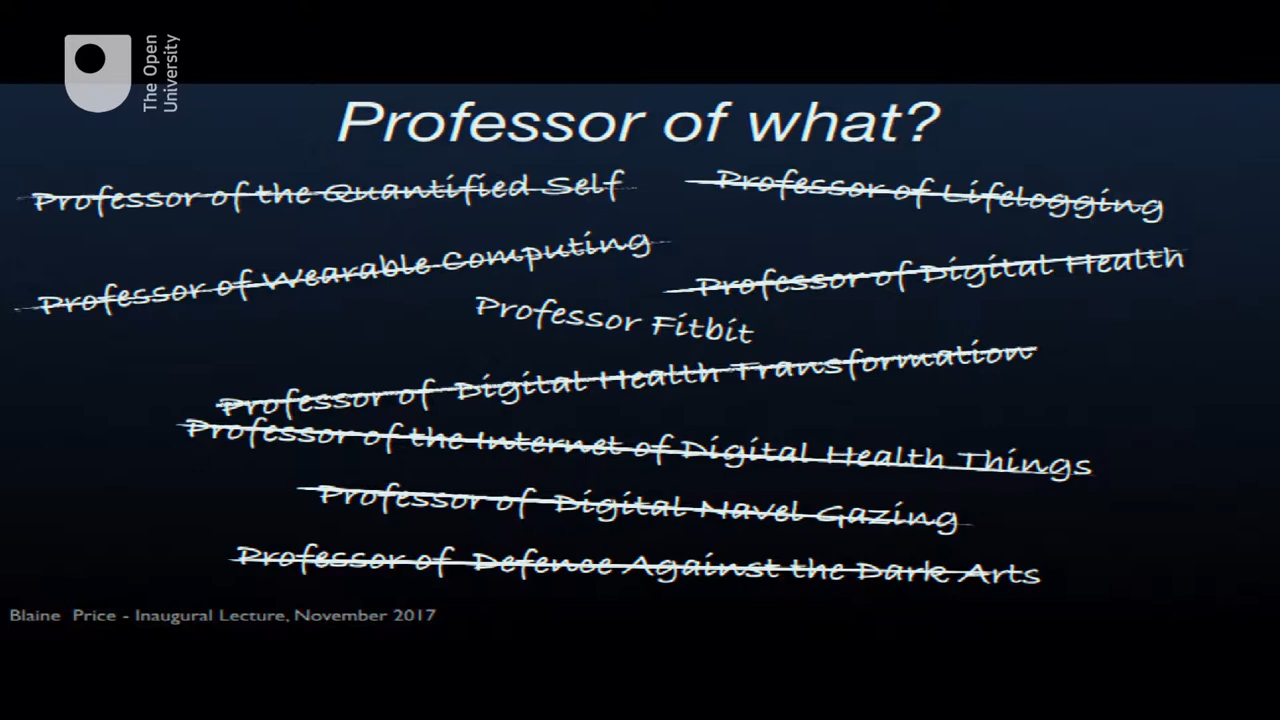 The Open
University
Professor of what?
Professor of the Quantified Self
Professor of Lifelogging
Professor of Wearable Computing
Professor of Digital Health
Professor Fitbit
Professor of Digital Health Transformation
Professor of the Internet of Digital Health Things
Professor of Digital Navel Gazing
Professor of Defence Against the Dark Arts
Blaine Price - Inaugural Lecture, November 2017